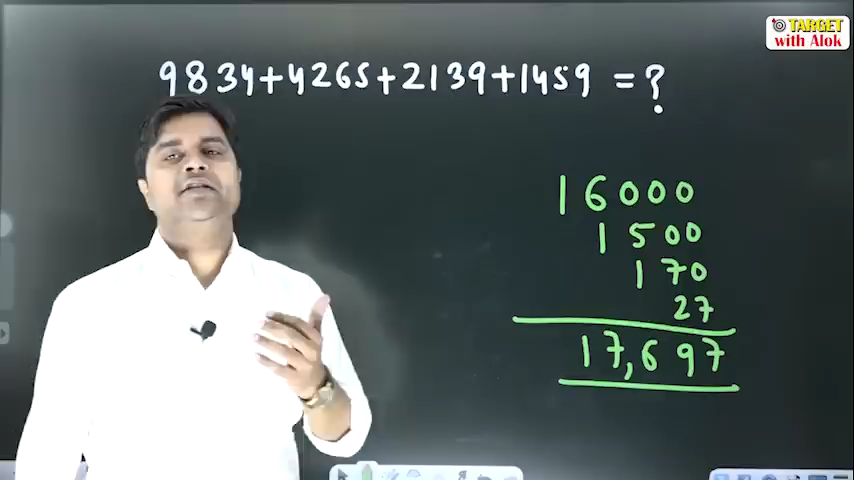 TARGET
with Alok
9834+4265+2139+1459 = ?
16000
1500
170
27
17,697